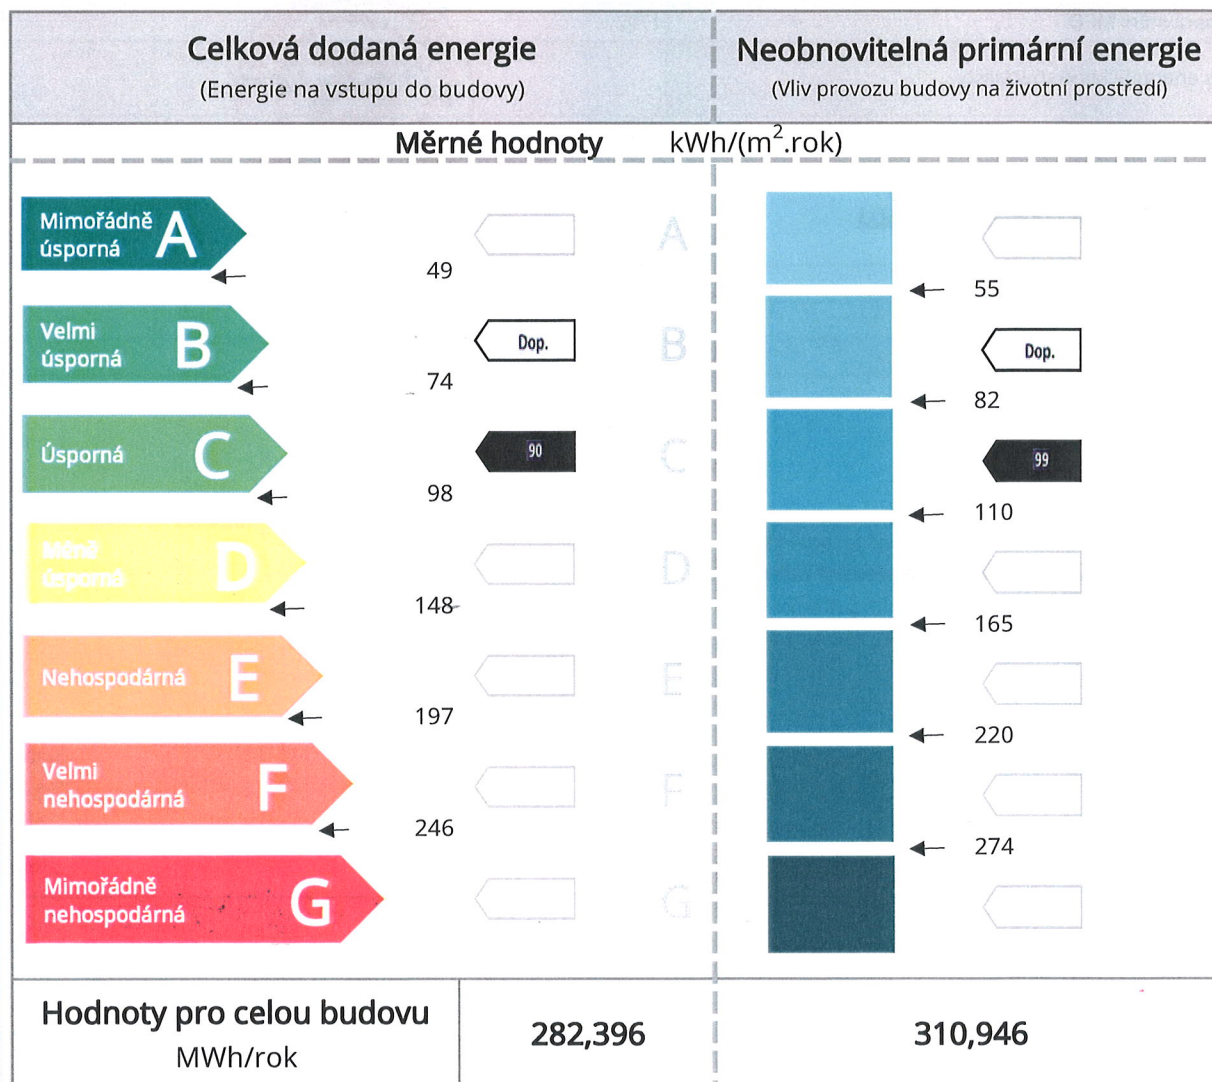 Celková dodaná energie
(Energie na vstupu do budovy)
Neobnovitelná primární energie
(Vliv provozu budovy na životní prostředí)
Měrné hodnoty kWh/(m².rok)
Mimořádně
úsporná
A
49
A
55
Velmi
úsporná
B
Dop.
74
B
Dop.
82
Úsporná
C
90
98
C
99
110
Méně
úsporná
D
148
D
165
Nehospodárná
E
197
E
220
Velmi
nehospodárná
F
246
F
274
Mimořádně
nehospodárná
G
G
Hodnoty pro celou budovu
MWh/rok
282,396
310,946